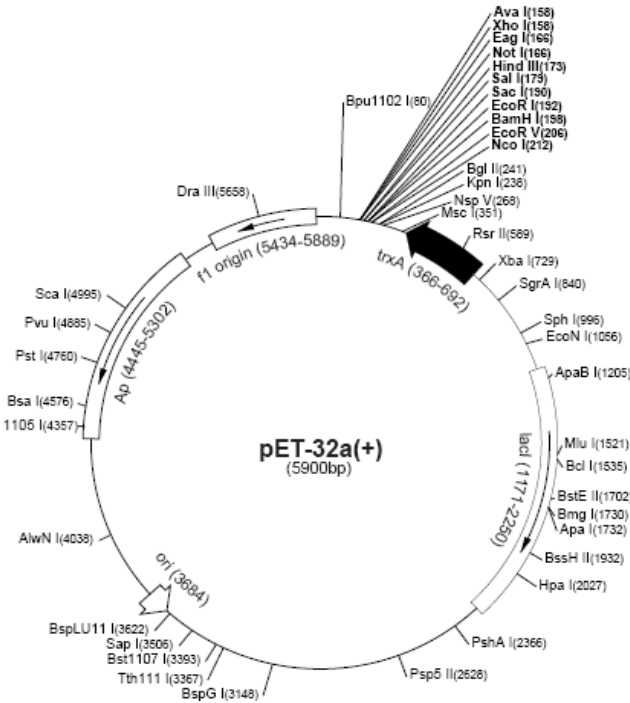 Ava I(158)
Xho I(158)
Eag I(166)
Not I(166)
Hind III(173)
Sal I(179)
Sac I(190)
EcoR I(192)
BamH I(198)
EcoR V(206)
Nco I(212)
Bpu1102 I(80)
Bgl II(241)
Kpn I(238)
Nsp V(268)
Msc I(351)
Rsr II(589)
Xba I(729)
SgrA I(840)
Sph I(996)
EcoN I(1056)
ApaB I(1205)
Mlu I(1521)
Bcl I(1535)
BstE II(1702)
Bmg I(1730)
Apa I(1732)
BssH II(1932)
Hpa I(2027)
PshA I(2366)
Psp5 II(2628)
BspG I(3148)
Tth111 I(3367)
Bst1107 I(3393)
Sap I(3506)
BspLU11 I(3622)
AlwN I(4038)
1105 I(4357)
Bsa I(4576)
Pst I(4760)
Pvu I(4885)
Sca I(4995)
Dra III(5658)
f1 origin (5434-5889)
trxA (366-692)
Ap (4445-5302)
lacI (1171-2250)
ori (3684)
pET-32a(+)
(5900bp)